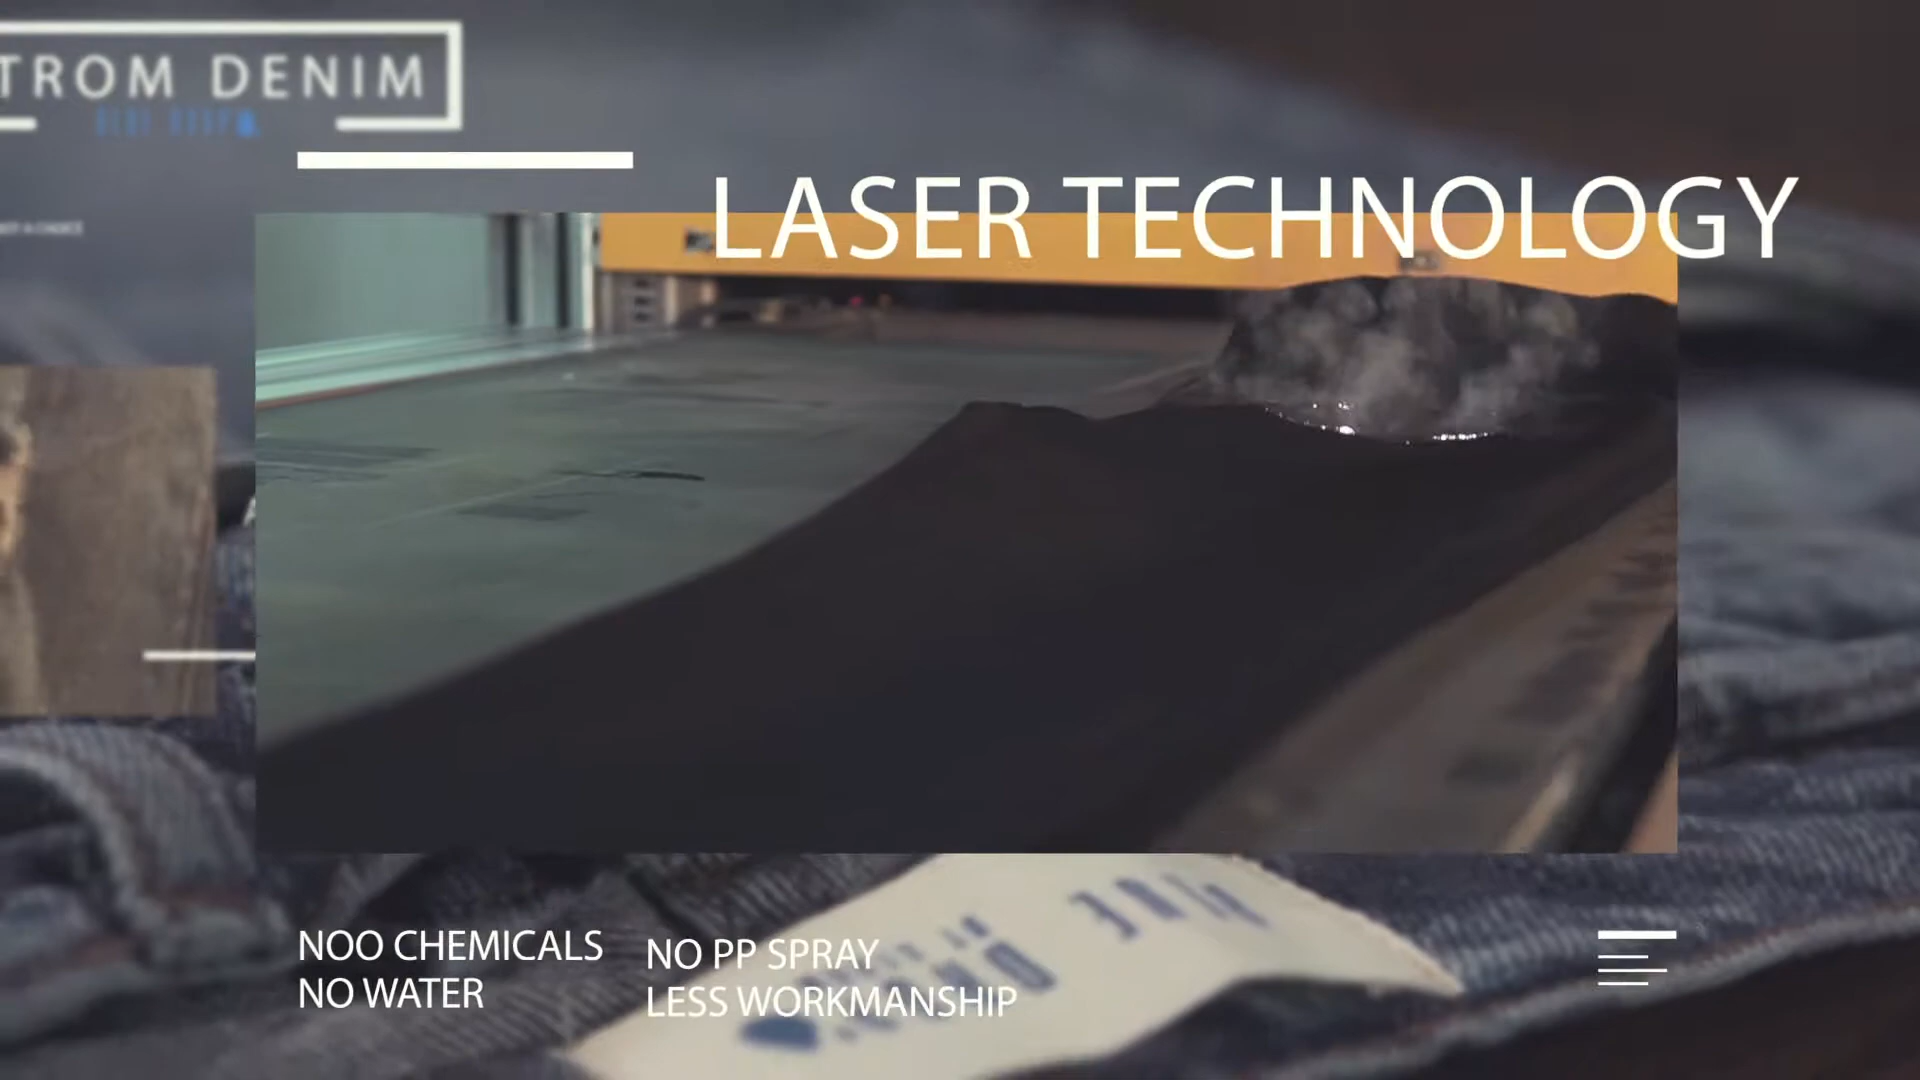 TROM DENIM
LASER TECHNOLOGY
NOO CHEMICALS
NO WATER
NO PP SPRAY
LESS WORKMANSHIP